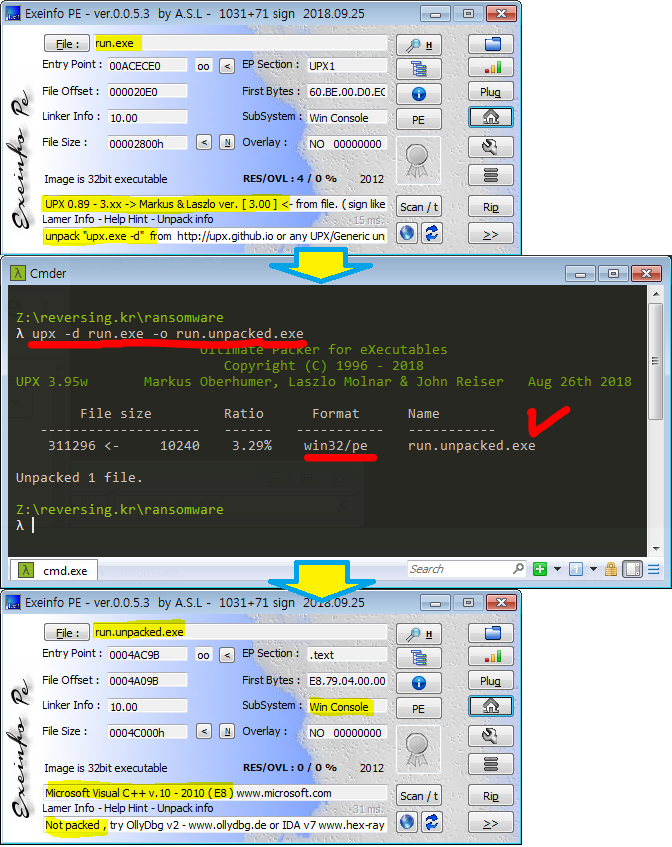 Exeinfo PE - ver.0.0.5.3 by A.S.L - 1031+71 sign 2018.09.25
File : run.exe H
Entry Point : 00ACECE0 oo < EP Section : UPX1
File Offset : 000020E0 First Bytes : 60.BE.00.D0.EC Plug
Linker Info : 10.00 SubSystem : Win Console PE
File Size : 00002800h < N Overlay : NO 00000000
Image is 32bit executable RES/OVL : 4 / 0 % 2012
UPX 0.89 - 3.xx -> Markus & Laszlo ver. [ 3.00 ] <- from file. ( sign like Scan / t Rip
Lamer Info - Help Hint - Unpack info 15 ms.
unpack "upx.exe -d" from http://upx.github.io or any UPX/Generic un >>
Exeinfo Pe
λ Cmder
Z:\reversing.kr\ransomware
λ upx -d run.exe -o run.unpacked.exe
Ultimate Packer for eXecutables
Copyright (C) 1996 - 2018
UPX 3.95w Markus Oberhumer, Laszlo Molnar & John Reiser Aug 26th 2018
File size Ratio Format Name
-------------------- ------ ----------- -----------
311296 <- 10240 3.29% win32/pe run.unpacked.exe
Unpacked 1 file.
Z:\reversing.kr\ransomware
λ
λ cmd.exe Search
Exeinfo PE - ver.0.0.5.3 by A.S.L - 1031+71 sign 2018.09.25
File : run.unpacked.exe H
Entry Point : 0004AC9B oo < EP Section : .text
File Offset : 0004A09B First Bytes : E8.79.04.00.00 Plug
Linker Info : 10.00 SubSystem : Win Console PE
File Size : 0004C000h < N Overlay : NO 00000000
Image is 32bit executable RES/OVL : 0 / 0 % 2012
Microsoft Visual C++ v.10 - 2010 ( E8 ) www.microsoft.com Scan / t Rip
Lamer Info - Help Hint - Unpack info 31 ms.
Not packed , try OllyDbg v2 - www.ollydbg.de or IDA v7 www.hex-ray >>
Exeinfo Pe